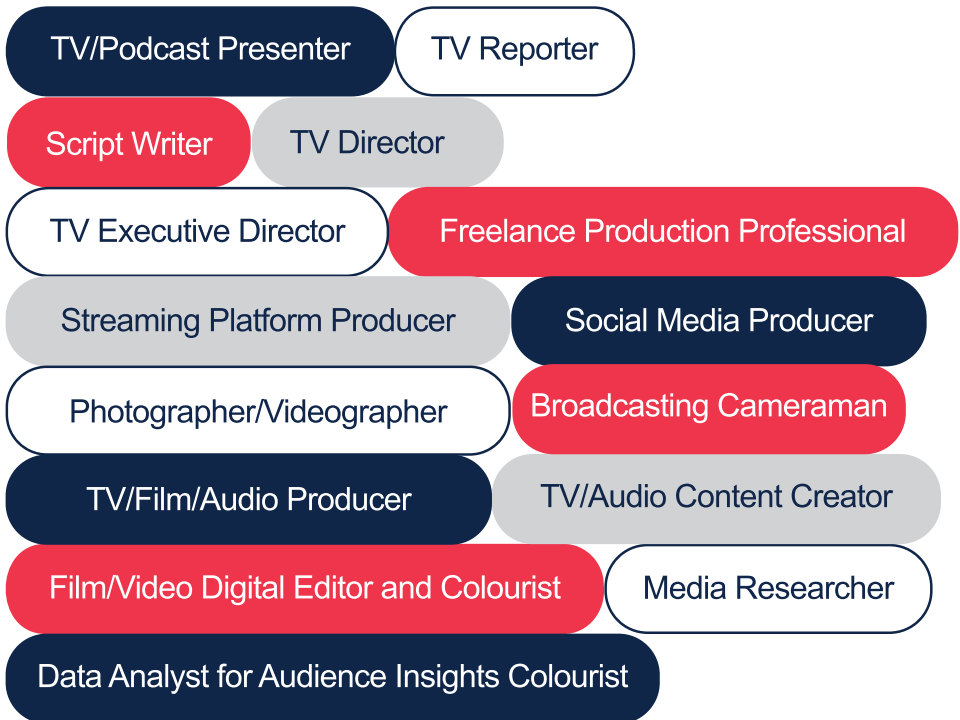 TV/Podcast Presenter
TV Reporter
Script Writer
TV Director
TV Executive Director
Freelance Production Professional
Streaming Platform Producer
Social Media Producer
Photographer/Videographer
Broadcasting Cameraman
TV/Film/Audio Producer
TV/Audio Content Creator
Film/Video Digital Editor and Colourist
Media Researcher
Data Analyst for Audience Insights Colourist